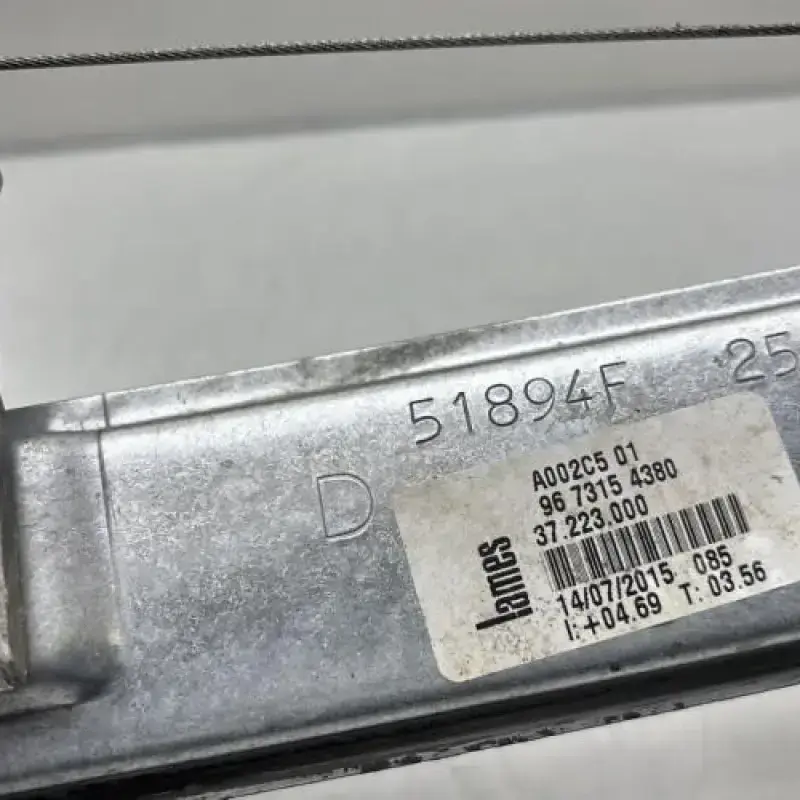 51894F 25
D
A002C5 01
96 7315 4380
37.223.000
lames
14/07/2015 085
I:+04.69 T:03.56